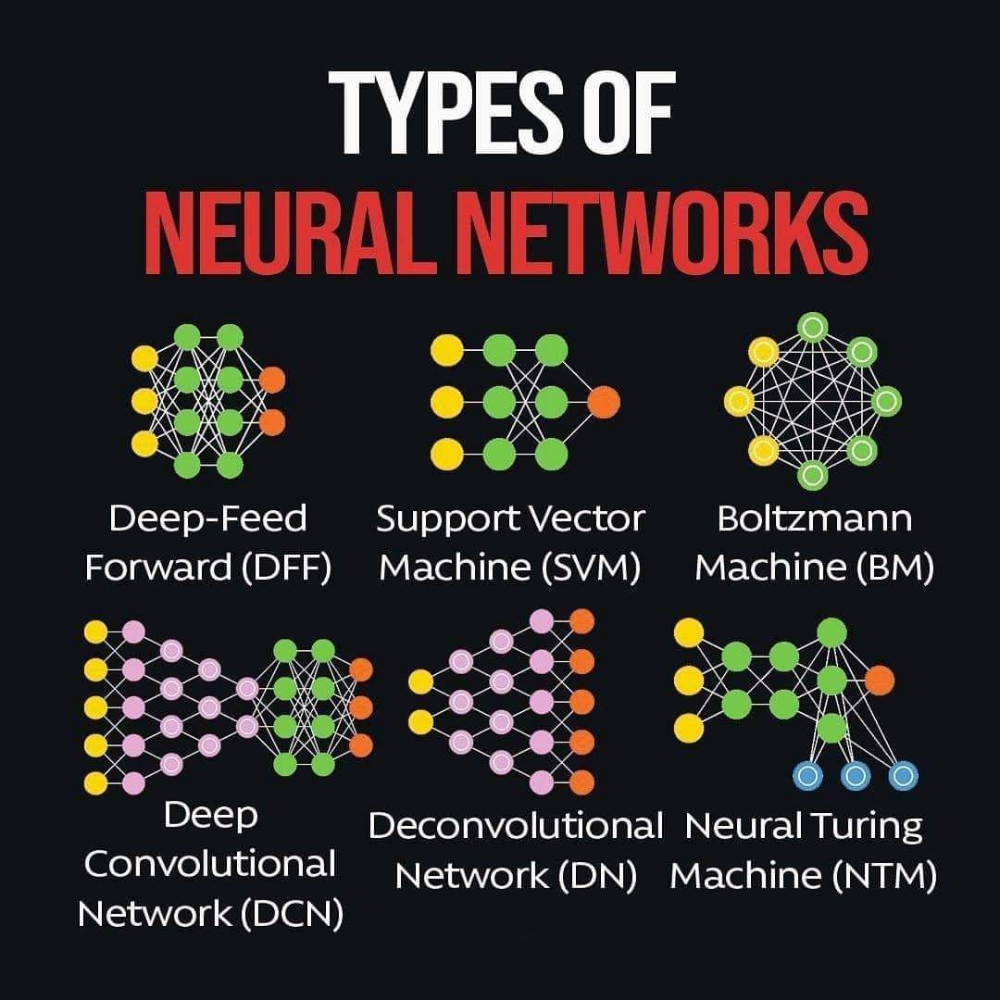 TYPES OF
NEURAL NETWORKS
Deep-Feed
Forward (DFF)
Support Vector
Machine (SVM)
Boltzmann
Machine (BM)
Deep
Convolutional
Network (DCN)
Deconvolutional
Network (DN)
Neural Turing
Machine (NTM)